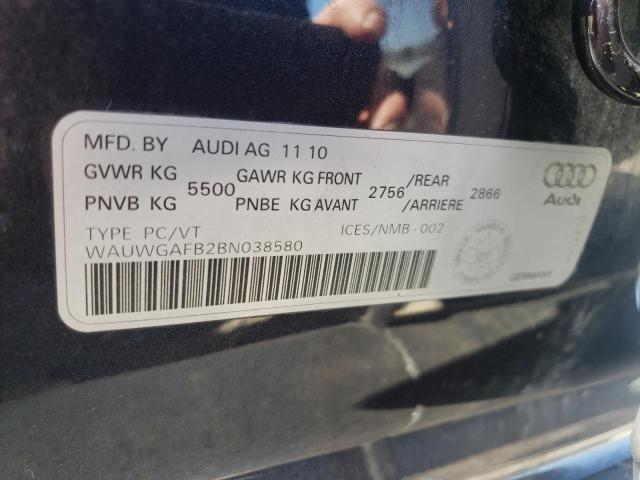 MFD. BY AUDI AG 11 10
GVWR KG 5500 GAWR KG FRONT 2756 /REAR 2866
PNVB KG PNBE KG AVANT /ARRIERE
TYPE PC/VT ICES/NMB - 002
WAUWGAFB2BN038580
Audi
GERMANY